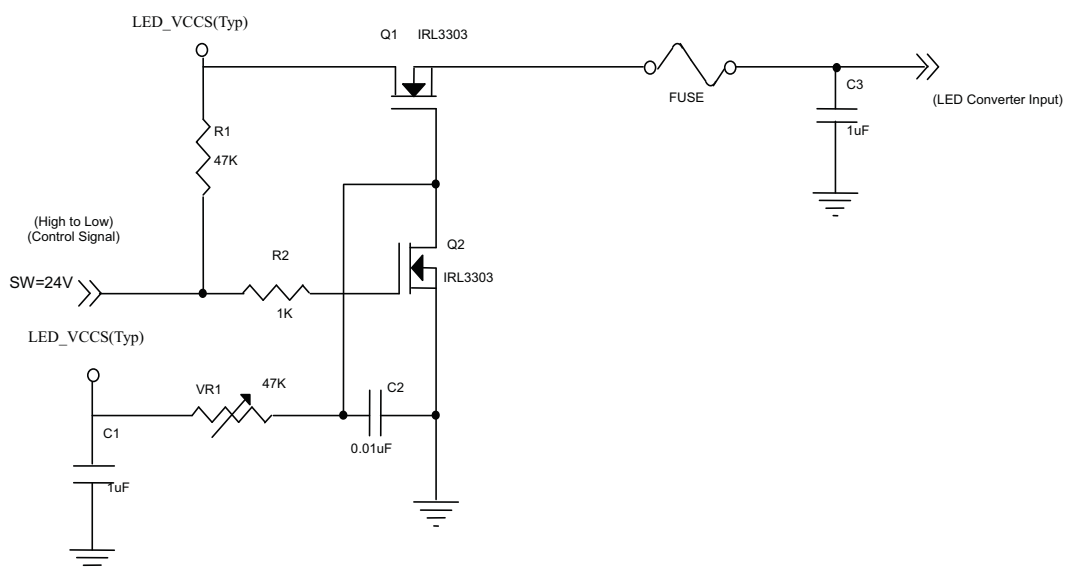 LED_VCCS(Typ)
Q1 IRL3303
FUSE
C3
1uF
(LED Converter Input)
R1
47K
(High to Low)
(Control Signal)
SW=24V
R2
1K
Q2
IRL3303
LED_VCCS(Typ)
VR1 47K
C2
0.01uF
C1
1uF